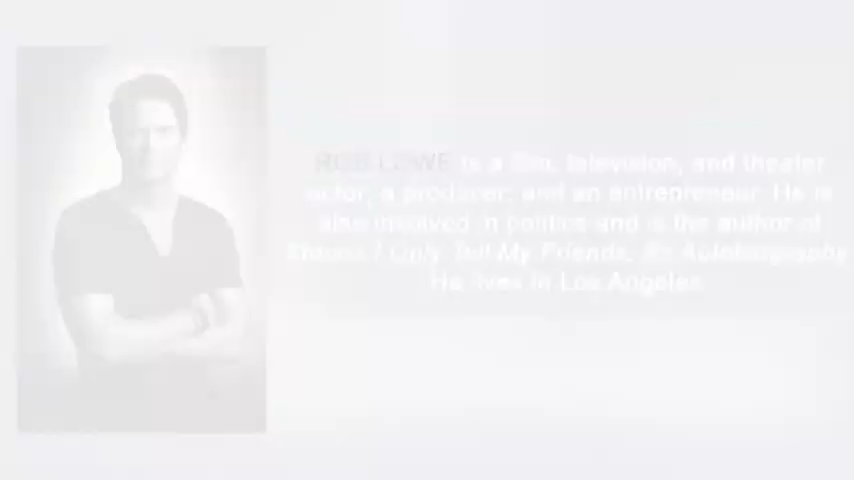 ROB LOWE is a film, television, and theater
actor, a producer, and an entrepreneur. He is
also involved in politics and is the author of
Stories I Only Tell My Friends, An Autobiography.
He lives in Los Angeles.